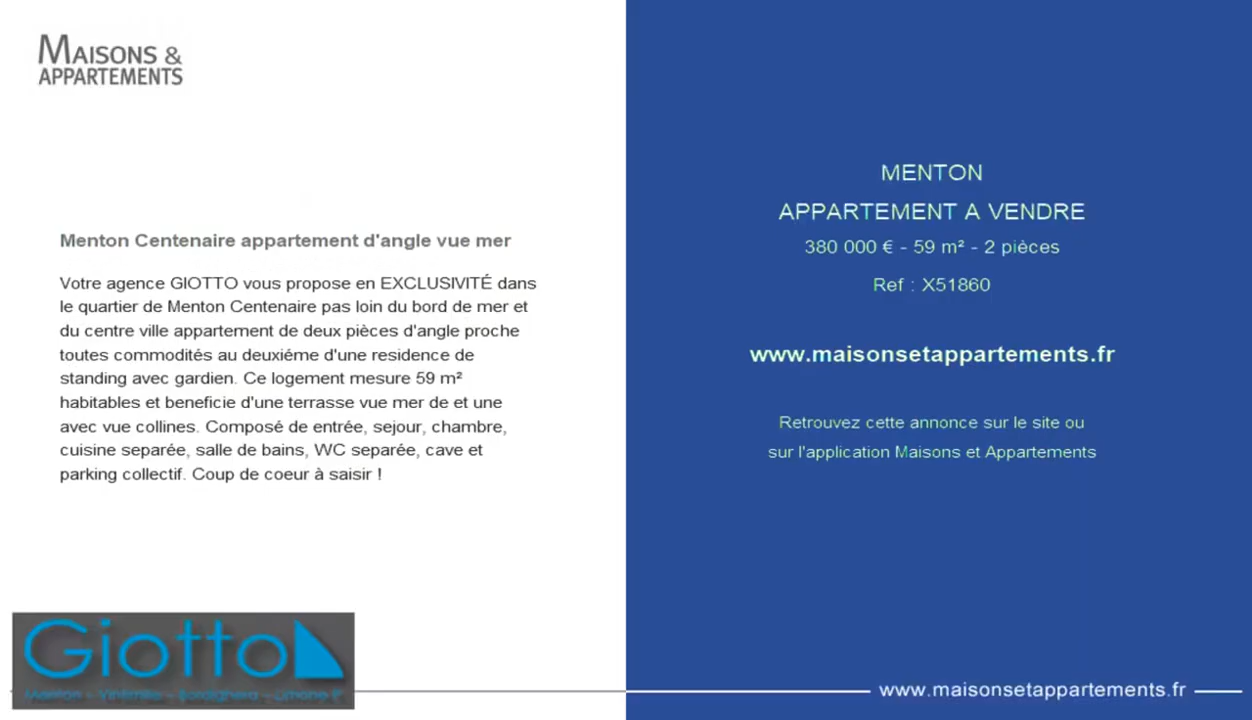 MAISONS &
APPARTEMENTS
Menton Centenaire appartement d'angle vue mer
Votre agence GIOTTO vous propose en EXCLUSIVITÉ dans
le quartier de Menton Centenaire pas loin du bord de mer et
du centre ville appartement de deux pièces d'angle proche
toutes commodités au deuxiéme d'une residence de
standing avec gardien. Ce logement mesure 59 m²
habitables et beneficie d'une terrasse vue mer de et une
avec vue collines. Composé de entrée, sejour, chambre,
cuisine separée, salle de bains, WC separée, cave et
parking collectif. Coup de coeur à saisir !
Giotto
Menton - Vintimille - Bordighera - Limone P.
MENTON
APPARTEMENT A VENDRE
380 000 € - 59 m² - 2 pièces
Ref : X51860
www.maisonsetappartements.fr
Retrouvez cette annonce sur le site ou
sur l'application Maisons et Appartements
www.maisonsetappartements.fr